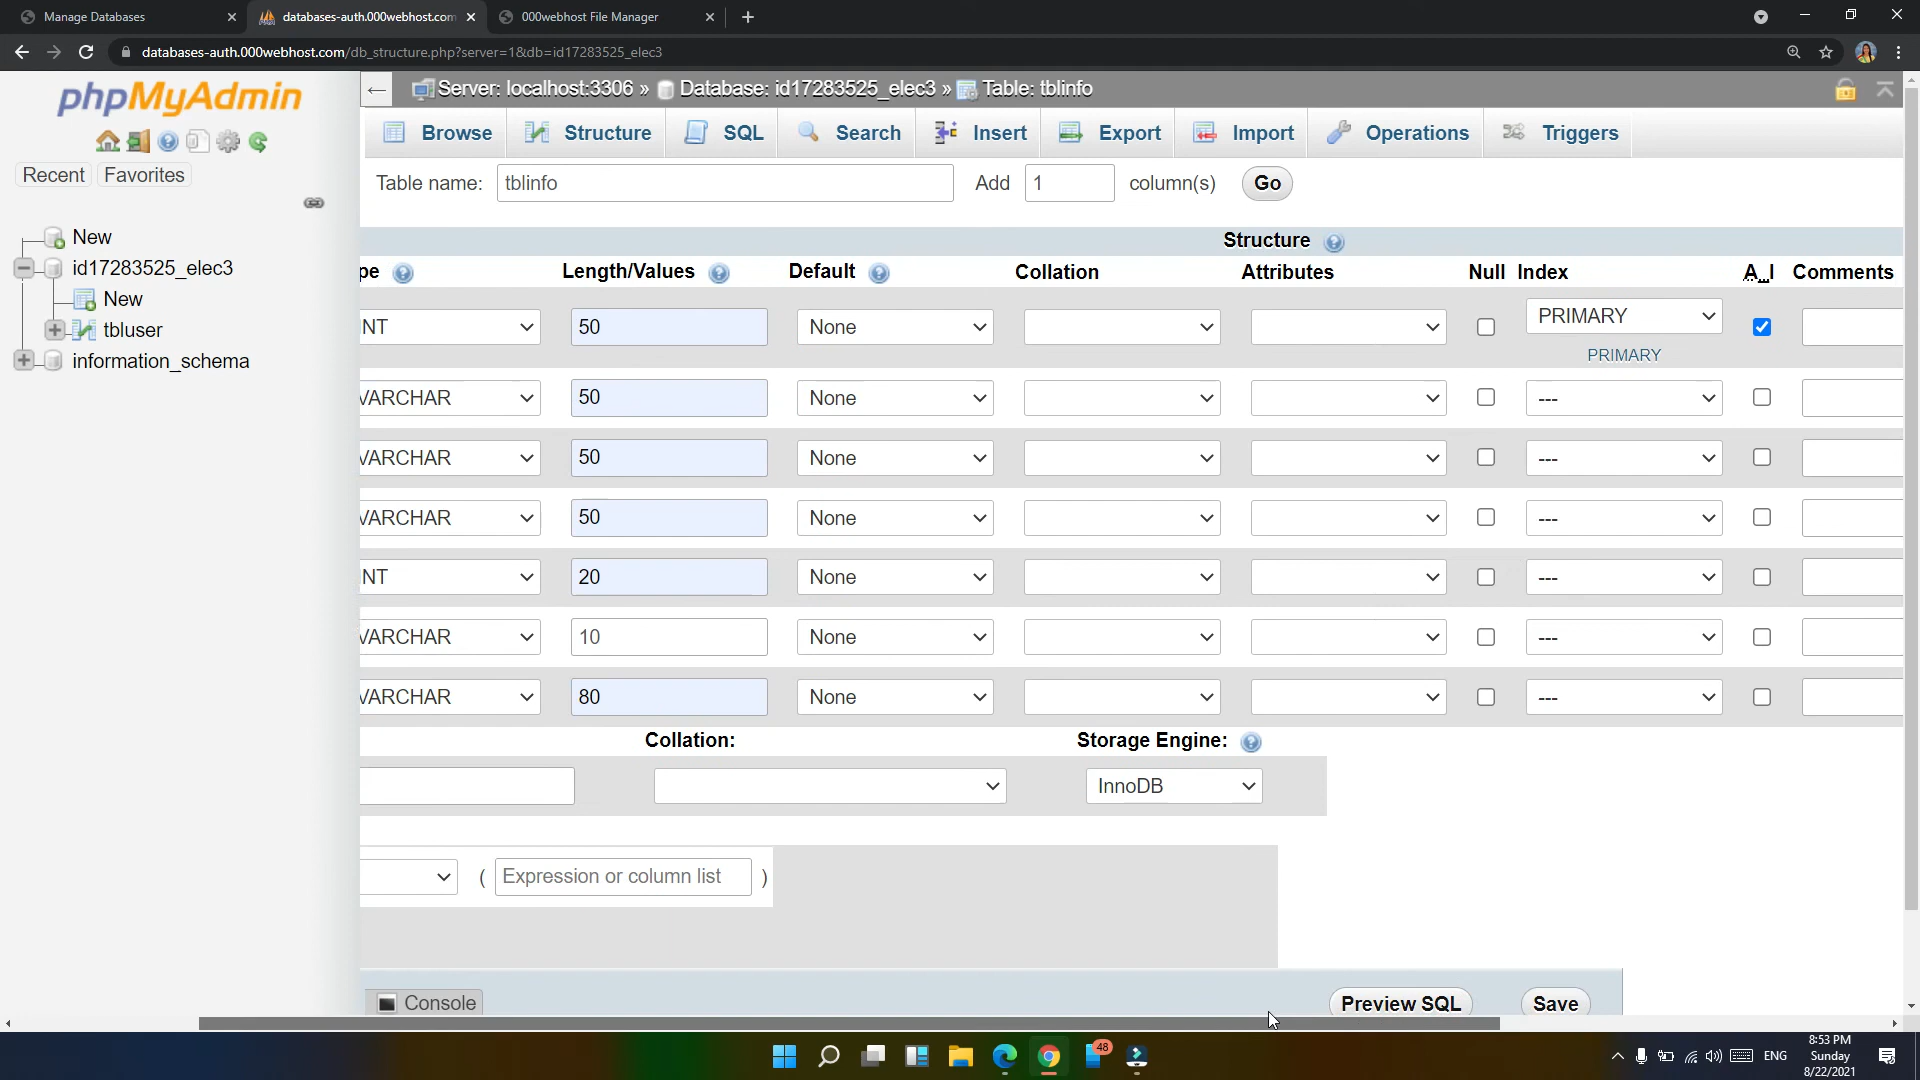 Manage Databases
databases-auth.000webhost.com
000webhost File Manager
databases-auth.000webhost.com/db_structure.php?server=1&db=id17283525_elec3
phpMyAdmin
Recent
Favorites
New
id17283525_elec3
New
tbluser
information_schema
Server: localhost:3306 » Database: id17283525_elec3 » Table: tblinfo
Browse
Structure
SQL
Search
Insert
Export
Import
Operations
Triggers
Table name:
tblinfo
Add
1
column(s)
Go
Structure
pe
Length/Values
Default
Collation
Attributes
Null
Index
A_I
Comments
NT
50
None
PRIMARY
PRIMARY
VARCHAR
50
None
---
VARCHAR
50
None
---
VARCHAR
50
None
---
NT
20
None
---
VARCHAR
10
None
---
VARCHAR
80
None
---
Collation:
Storage Engine:
InnoDB
( Expression or column list )
Console
Preview SQL
Save
48
ENG
8:53 PM
Sunday
8/22/2021